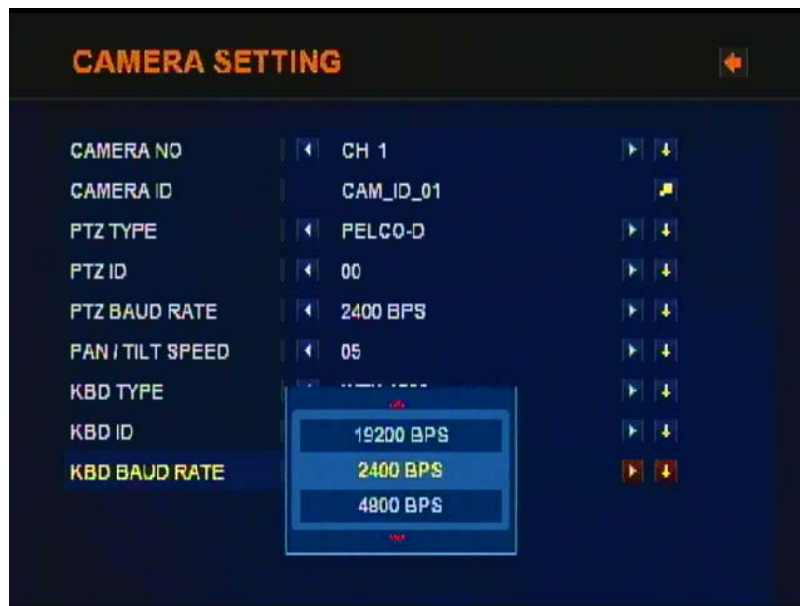 CAMERA SETTING
CAMERA NO CH 1
CAMERA ID CAM_ID_01
PTZ TYPE PELCO-D
PTZ ID 00
PTZ BAUD RATE 2400 BPS
PAN / TILT SPEED 05
KBD TYPE
KBD ID
19200 BPS
KBD BAUD RATE 2400 BPS
4800 BPS